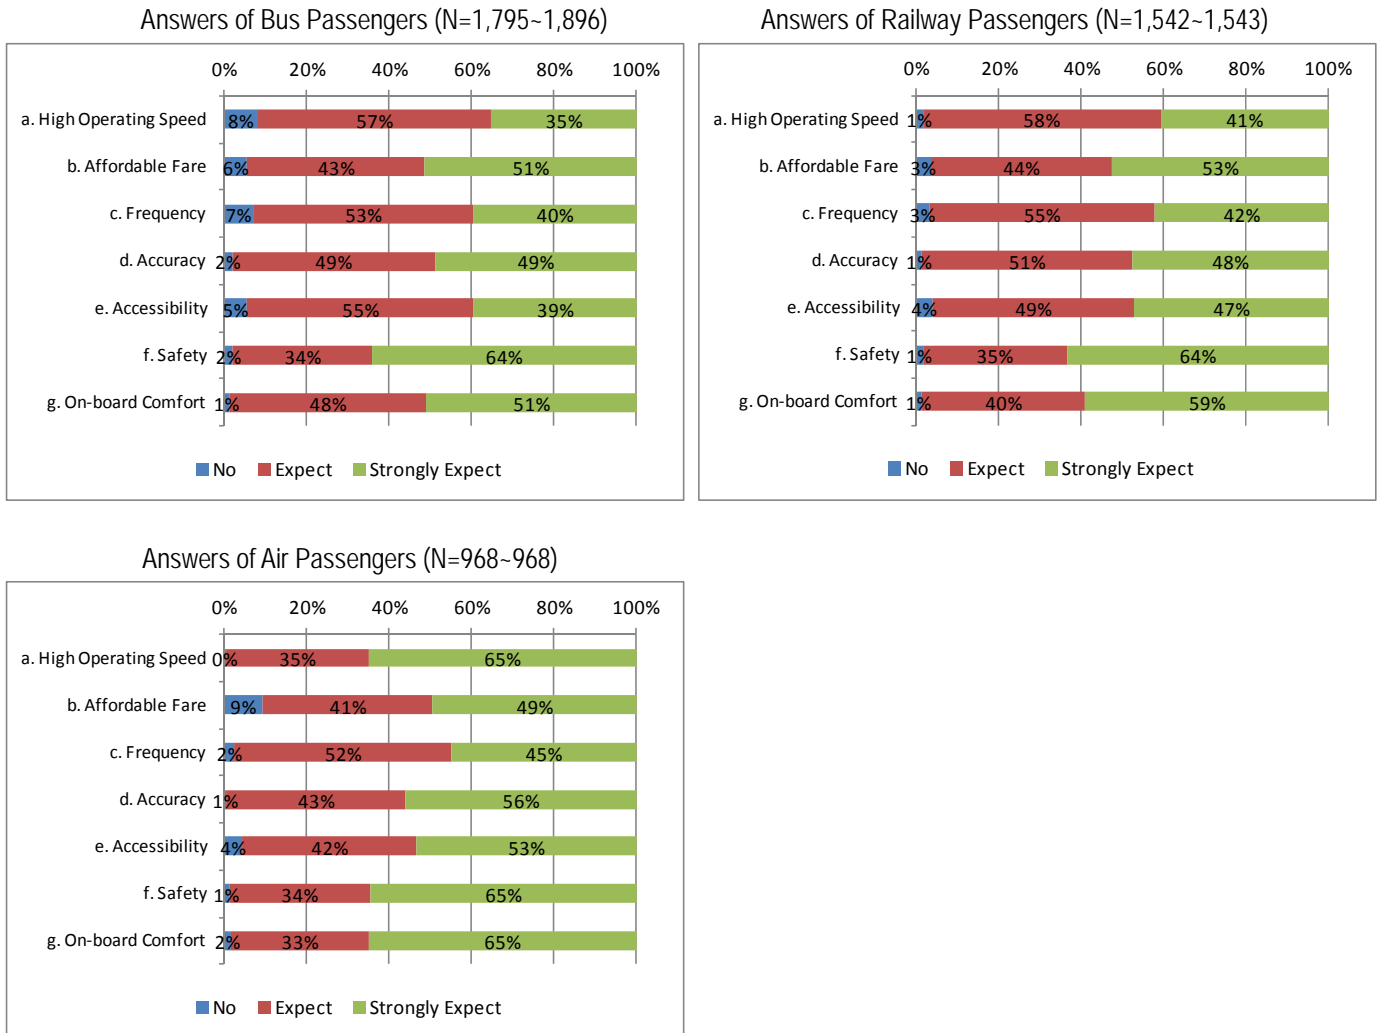 Answers of Bus Passengers (N=1,795~1,896)
0% 20% 40% 60% 80% 100%
a. High Operating Speed 8% 57% 35%
b. Affordable Fare 6% 43% 51%
c. Frequency 7% 53% 40%
d. Accuracy 2% 49% 49%
e. Accessibility 5% 55% 39%
f. Safety 2% 34% 64%
g. On-board Comfort 1% 48% 51%
No Expect Strongly Expect
Answers of Railway Passengers (N=1,542~1,543)
0% 20% 40% 60% 80% 100%
a. High Operating Speed 1% 58% 41%
b. Affordable Fare 3% 44% 53%
c. Frequency 3% 55% 42%
d. Accuracy 1% 51% 48%
e. Accessibility 4% 49% 47%
f. Safety 1% 35% 64%
g. On-board Comfort 1% 40% 59%
No Expect Strongly Expect
Answers of Air Passengers (N=968~968)
0% 20% 40% 60% 80% 100%
a. High Operating Speed 0% 35% 65%
b. Affordable Fare 9% 41% 49%
c. Frequency 2% 52% 45%
d. Accuracy 1% 43% 56%
e. Accessibility 4% 42% 53%
f. Safety 1% 34% 65%
g. On-board Comfort 2% 33% 65%
No Expect Strongly Expect